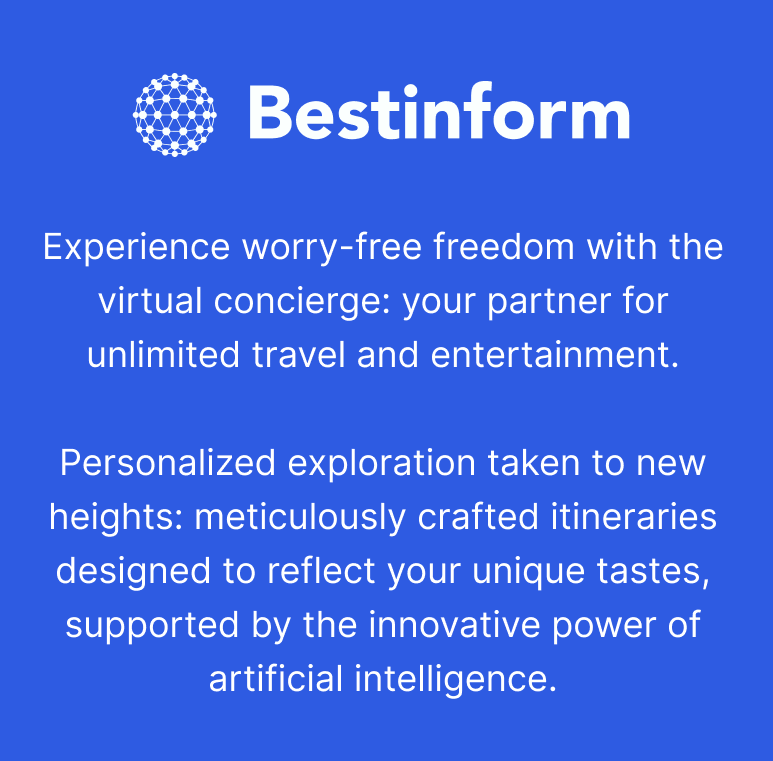 Bestinform
Experience worry-free freedom with the
virtual concierge: your partner for
unlimited travel and entertainment.
Personalized exploration taken to new
heights: meticulously crafted itineraries
designed to reflect your unique tastes,
supported by the innovative power of
artificial intelligence.